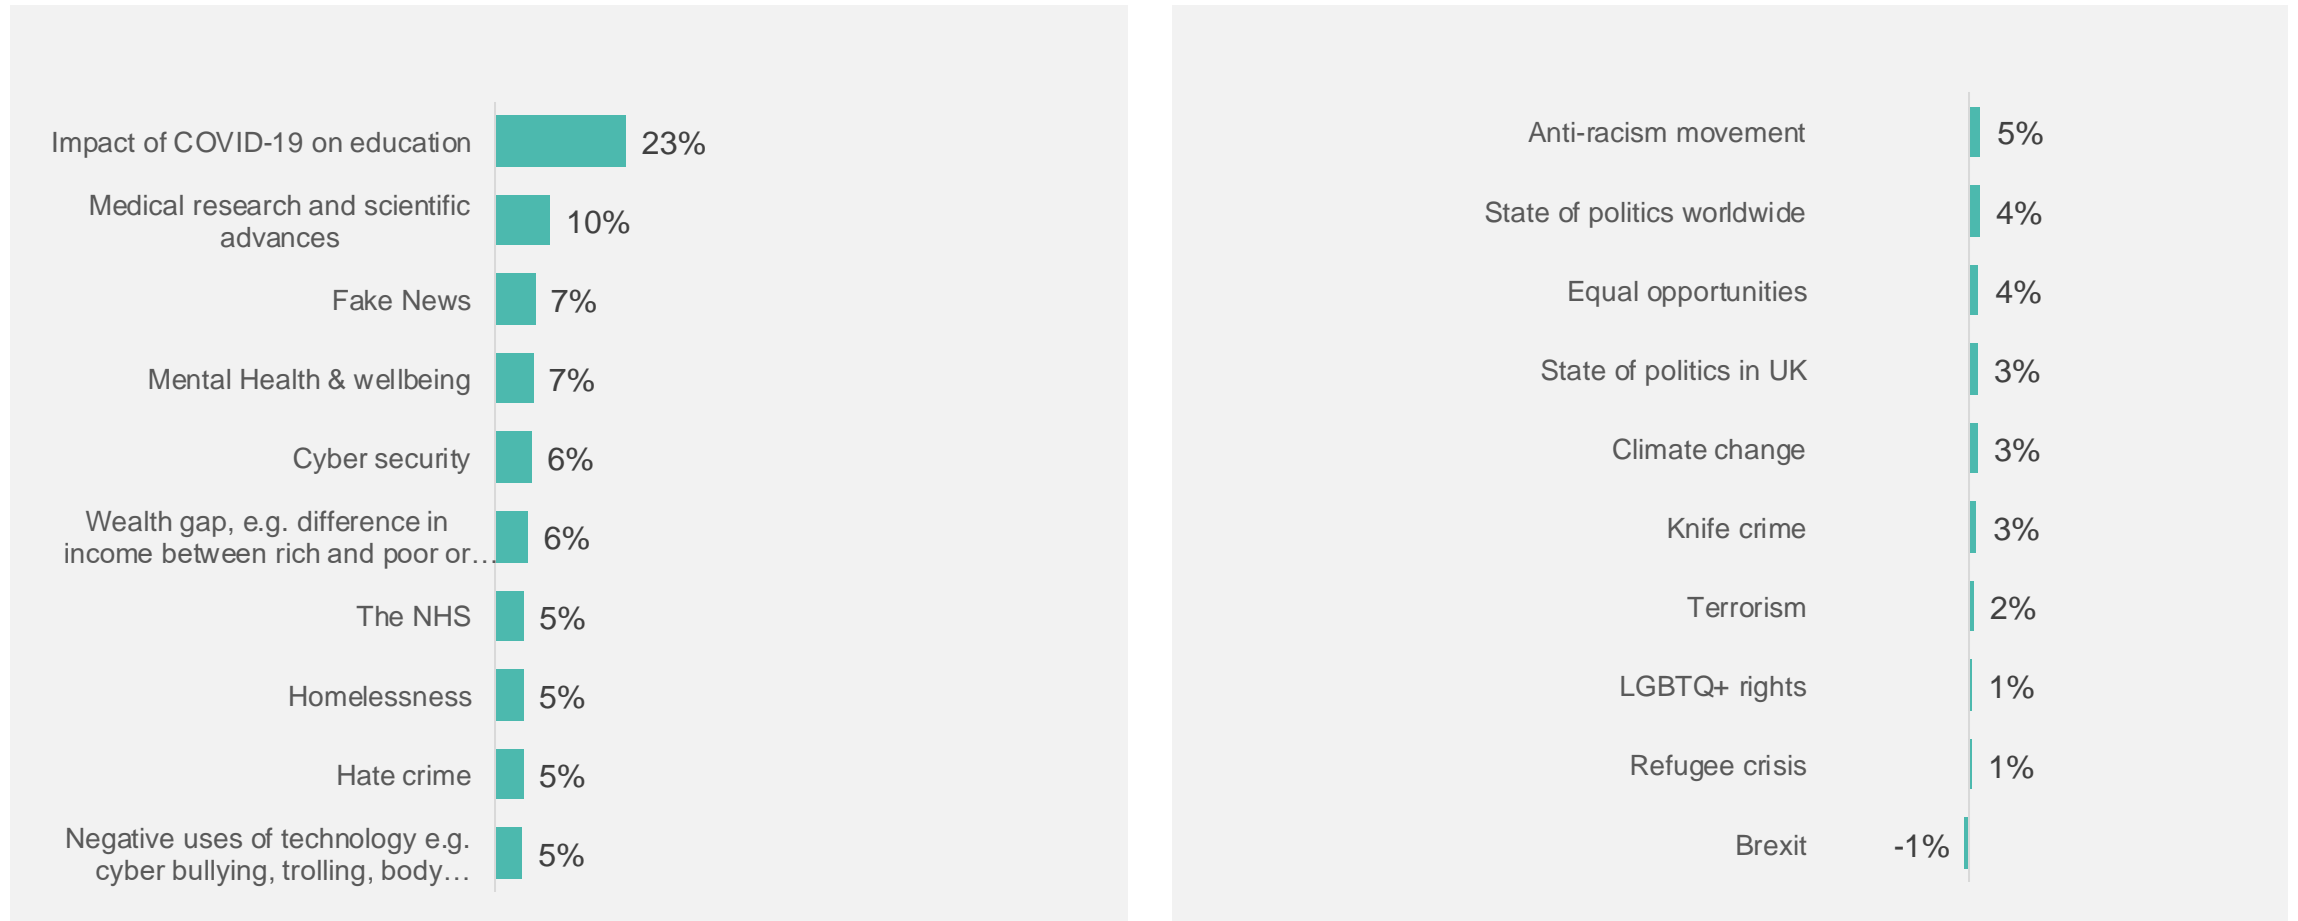 Impact of COVID-19 on education
23%
Medical research and scientific
advances
10%
Fake News
7%
Mental Health & wellbeing
7%
Cyber security
6%
Wealth gap, e.g. difference in
income between rich and poor or…
6%
The NHS
5%
Homelessness
5%
Hate crime
5%
Negative uses of technology e.g.
cyber bullying, trolling, body…
5%
Anti-racism movement
5%
State of politics worldwide
4%
Equal opportunities
4%
State of politics in UK
3%
Climate change
3%
Knife crime
3%
Terrorism
2%
LGBTQ+ rights
1%
Refugee crisis
1%
Brexit
-1%